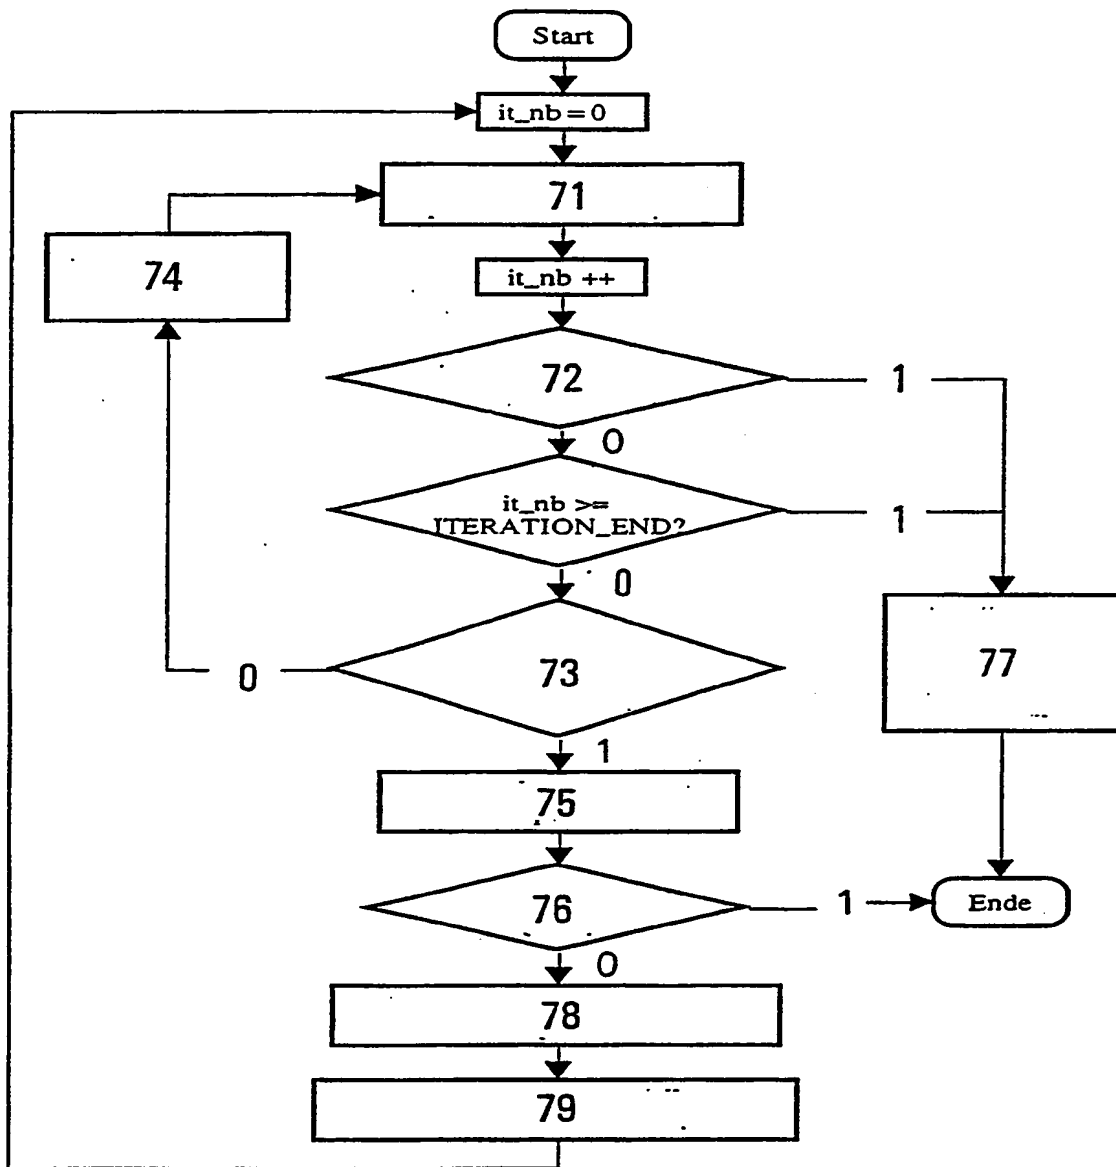 Start
it_nb = 0
71
74
it_nb ++
72
1
0
it_nb >=
ITERATION_END?
1
0
73
0
77
1
75
76
1
Ende
0
78
79